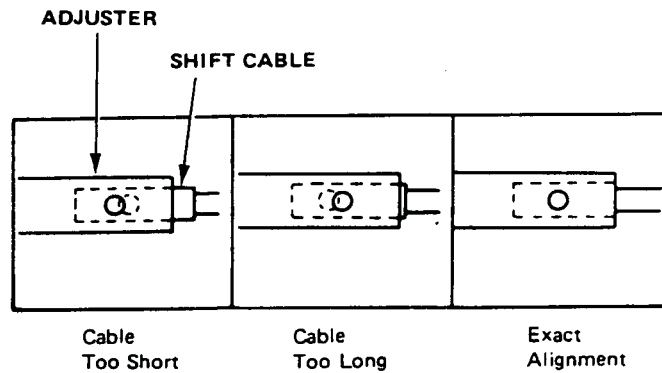 ADJUSTER
SHIFT CABLE
Cable
Too Short
Cable
Too Long
Exact
Alignment